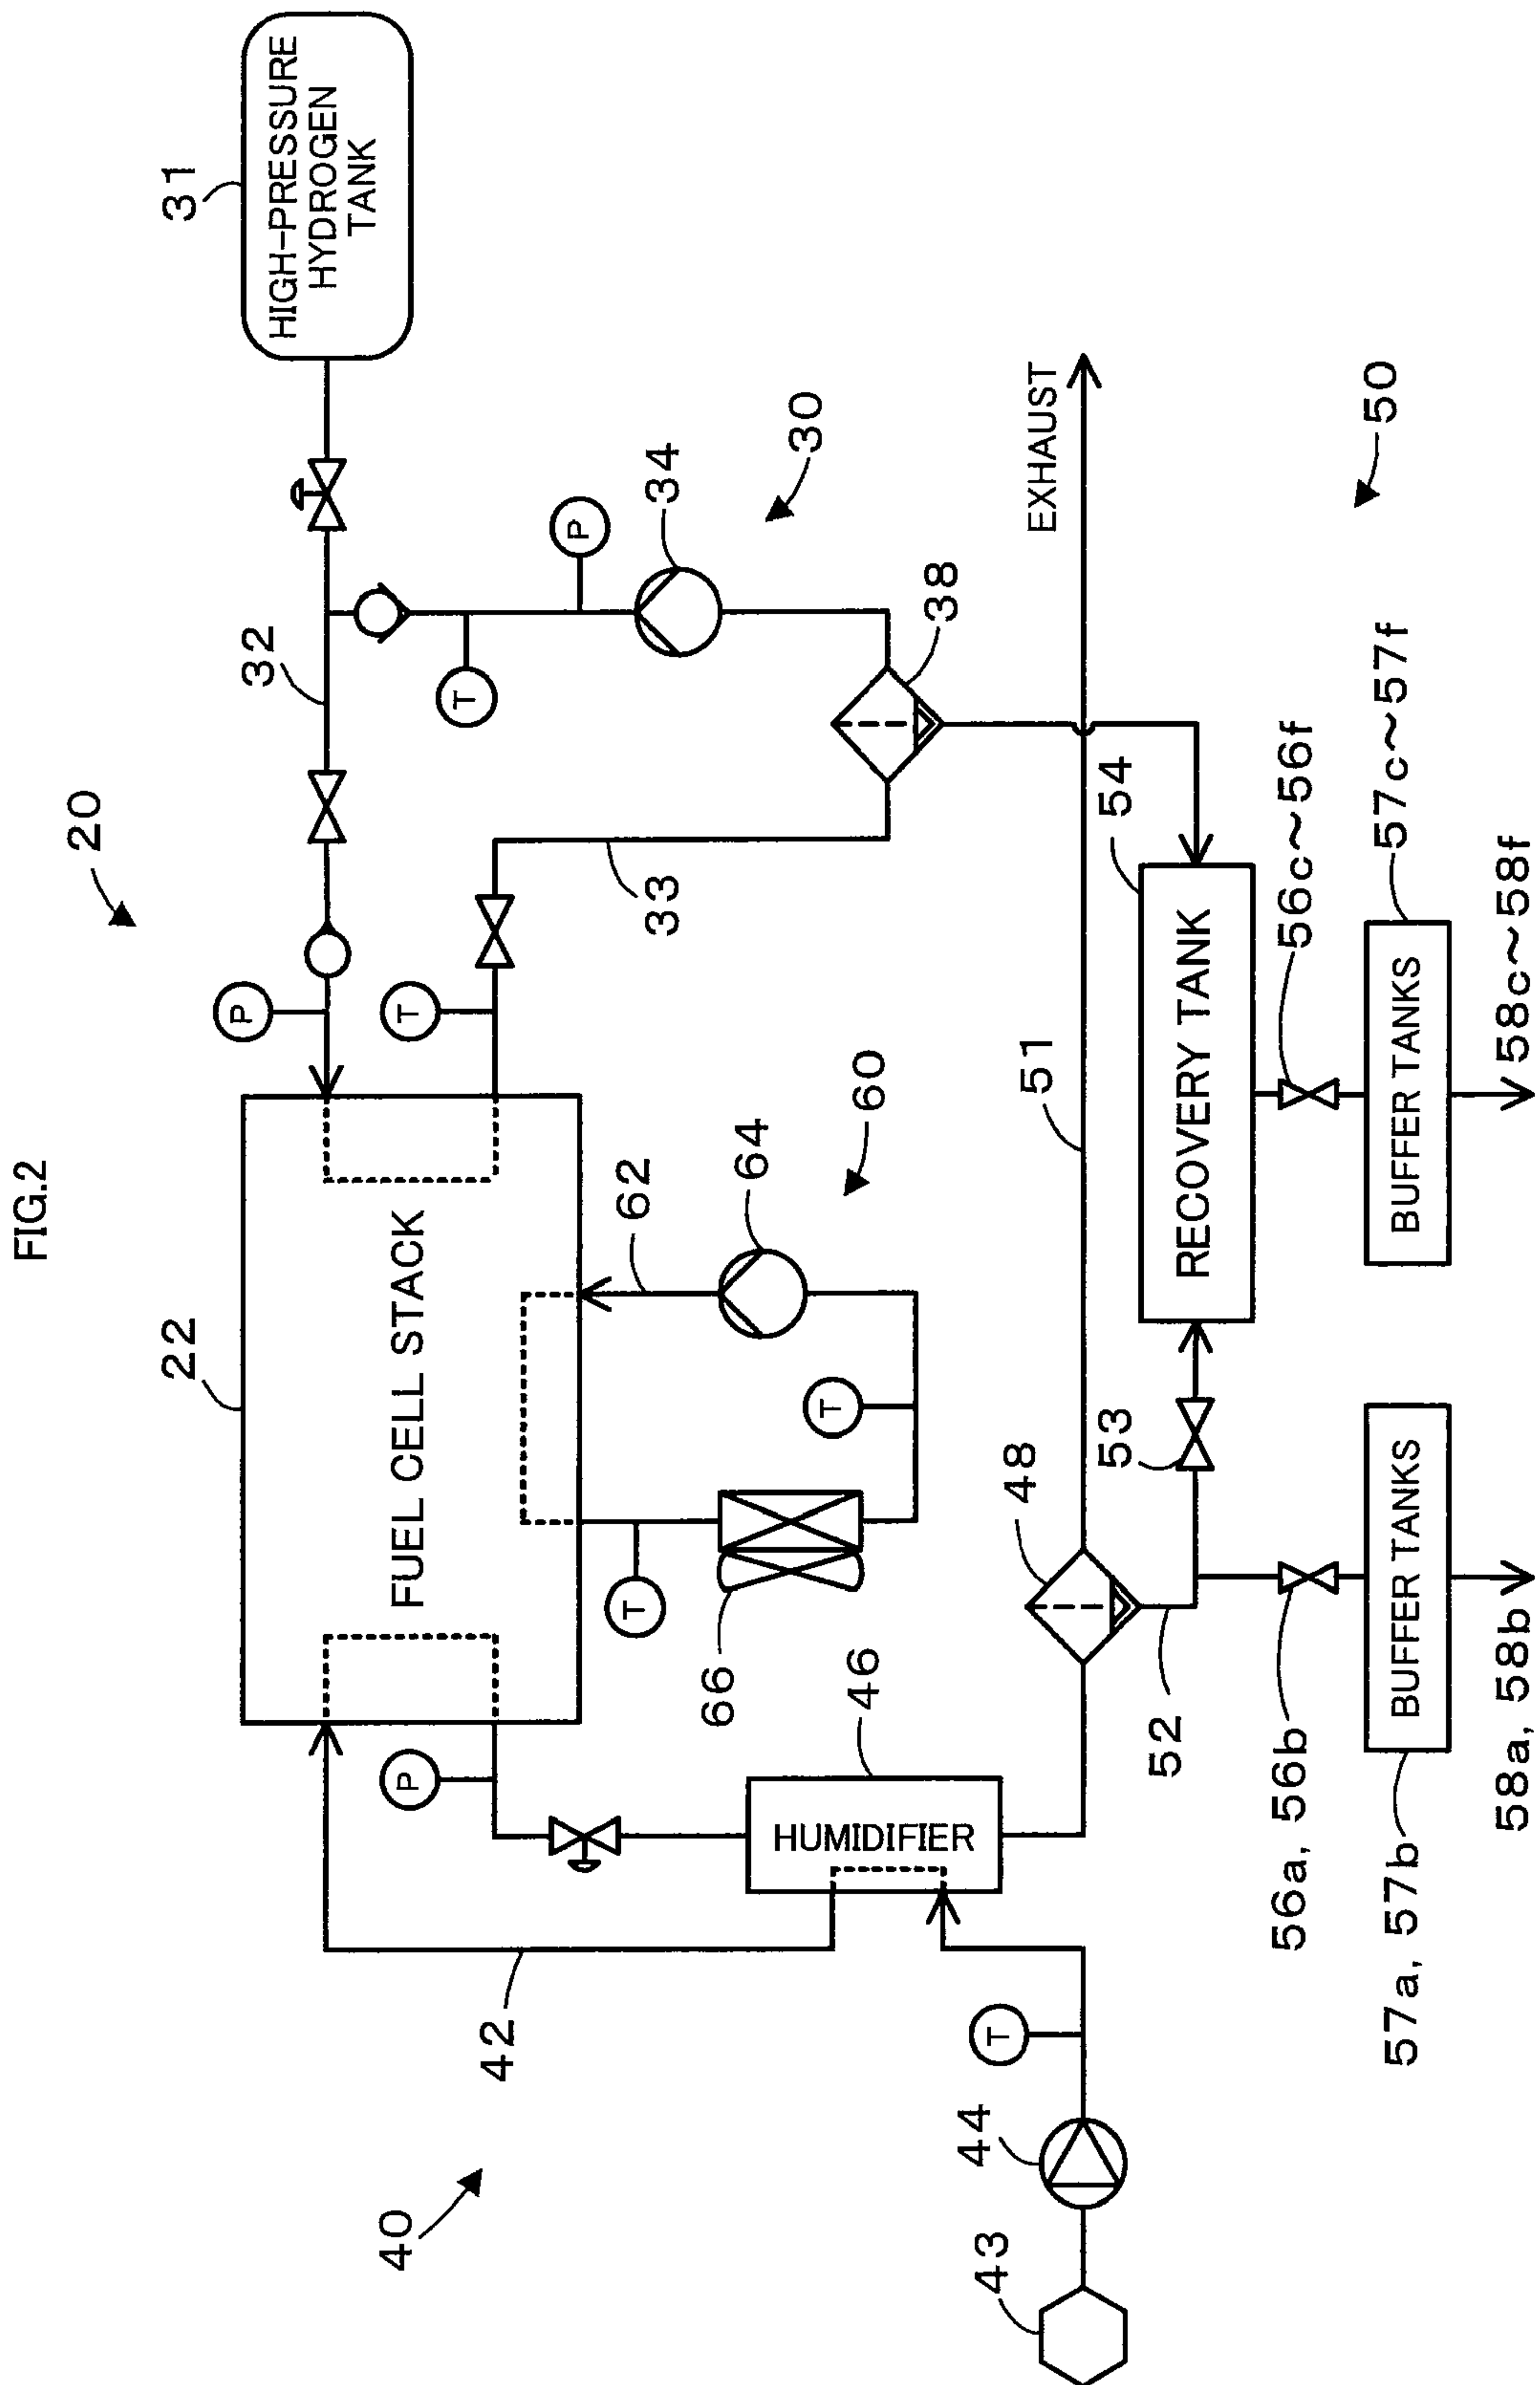 FIG.2
20
22
FUEL CELL STACK
31
HIGH-PRESSURE
HYDROGEN
TANK
32
P
T
P
T
33
34
30
38
40
42
P
T
T
62
64
60
66
HUMIDIFIER
46
43
44
T
48
51
EXHAUST
50
52
53
54
RECOVERY TANK
56a, 56b
56c~56f
57a, 57b
BUFFER TANKS
BUFFER TANKS
57c~57f
58a, 58b
58c~58f